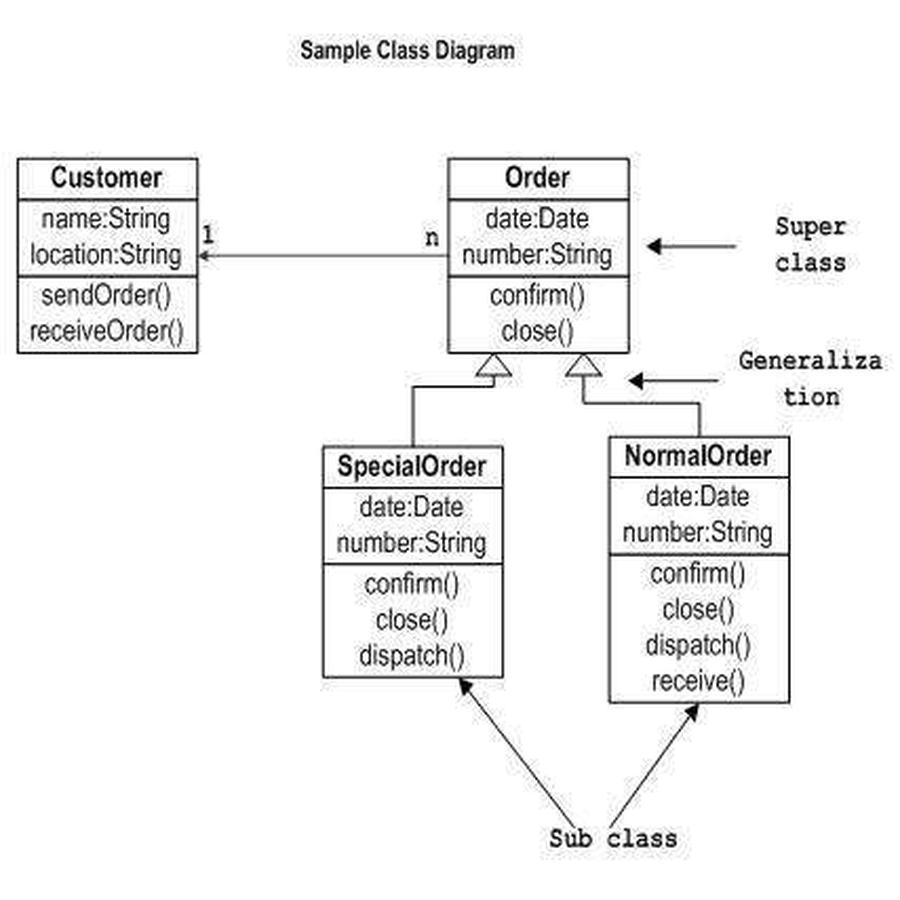 Sample Class Diagram
Customer
name:String
location:String
sendOrder()
receiveOrder()
1
n
Order
date:Date
number:String
confirm()
close()
Super
class
Generaliza
tion
SpecialOrder
date:Date
number:String
confirm()
close()
dispatch()
NormalOrder
date:Date
number:String
confirm()
close()
dispatch()
receive()
Sub class